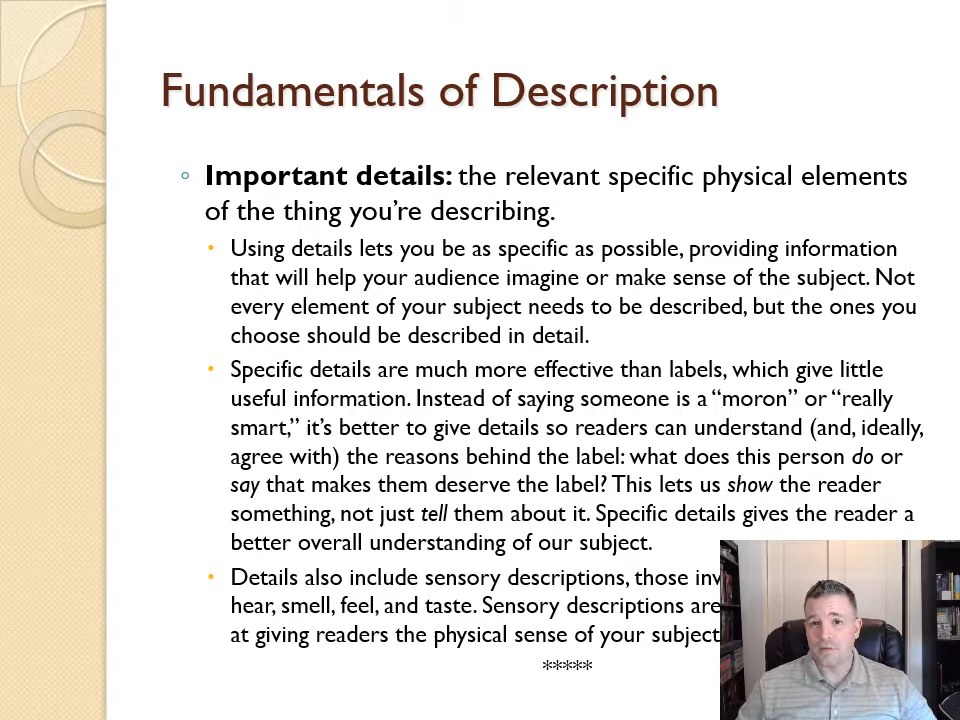 Fundamentals of Description
Important details: the relevant specific physical elements
of the thing you're describing.
Using details lets you be as specific as possible, providing information
that will help your audience imagine or make sense of the subject. Not
every element of your subject needs to be described, but the ones you
choose should be described in detail.
Specific details are much more effective than labels, which give little
useful information. Instead of saying someone is a “moron” or “really
smart,” it's better to give details so readers can understand (and, ideally,
agree with) the reasons behind the label: what does this person do or
say that makes them deserve the label? This lets us show the reader
something, not just tell them about it. Specific details gives the reader a
better overall understanding of our subject.
Details also include sensory descriptions, those
hear, smell, feel, and taste. Sensory descriptions are
at giving readers the physical sense of your subject
*****